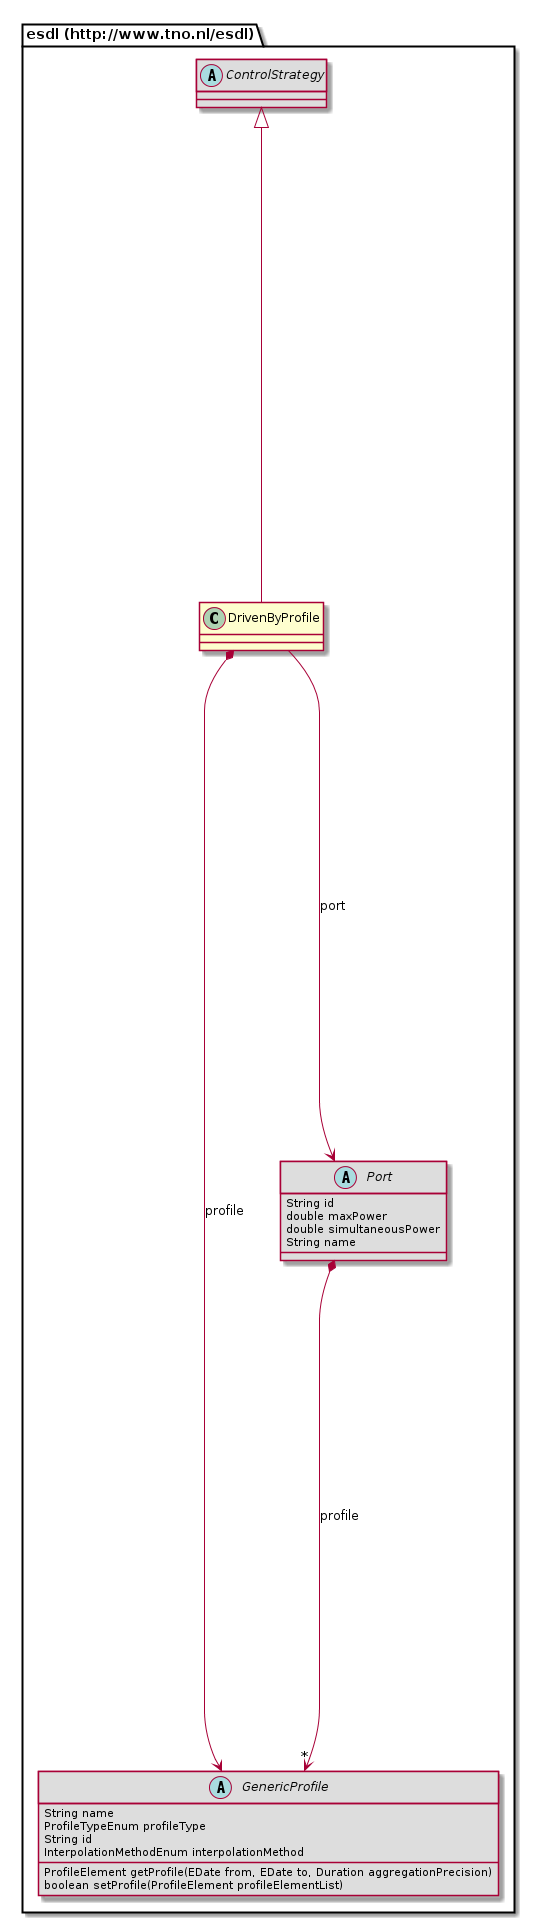 esdl (http://www.tno.nl/esdl)
A ControlStrategy
C DrivenByProfile
port
A Port
String id
double maxPower
double simultaneousPower
String name
profile
profile
*
A GenericProfile
String name
ProfileTypeEnum profileType
String id
InterpolationMethodEnum interpolationMethod
ProfileElement getProfile(EDate from, EDate to, Duration aggregationPrecision)
boolean setProfile(ProfileElement profileElementList)